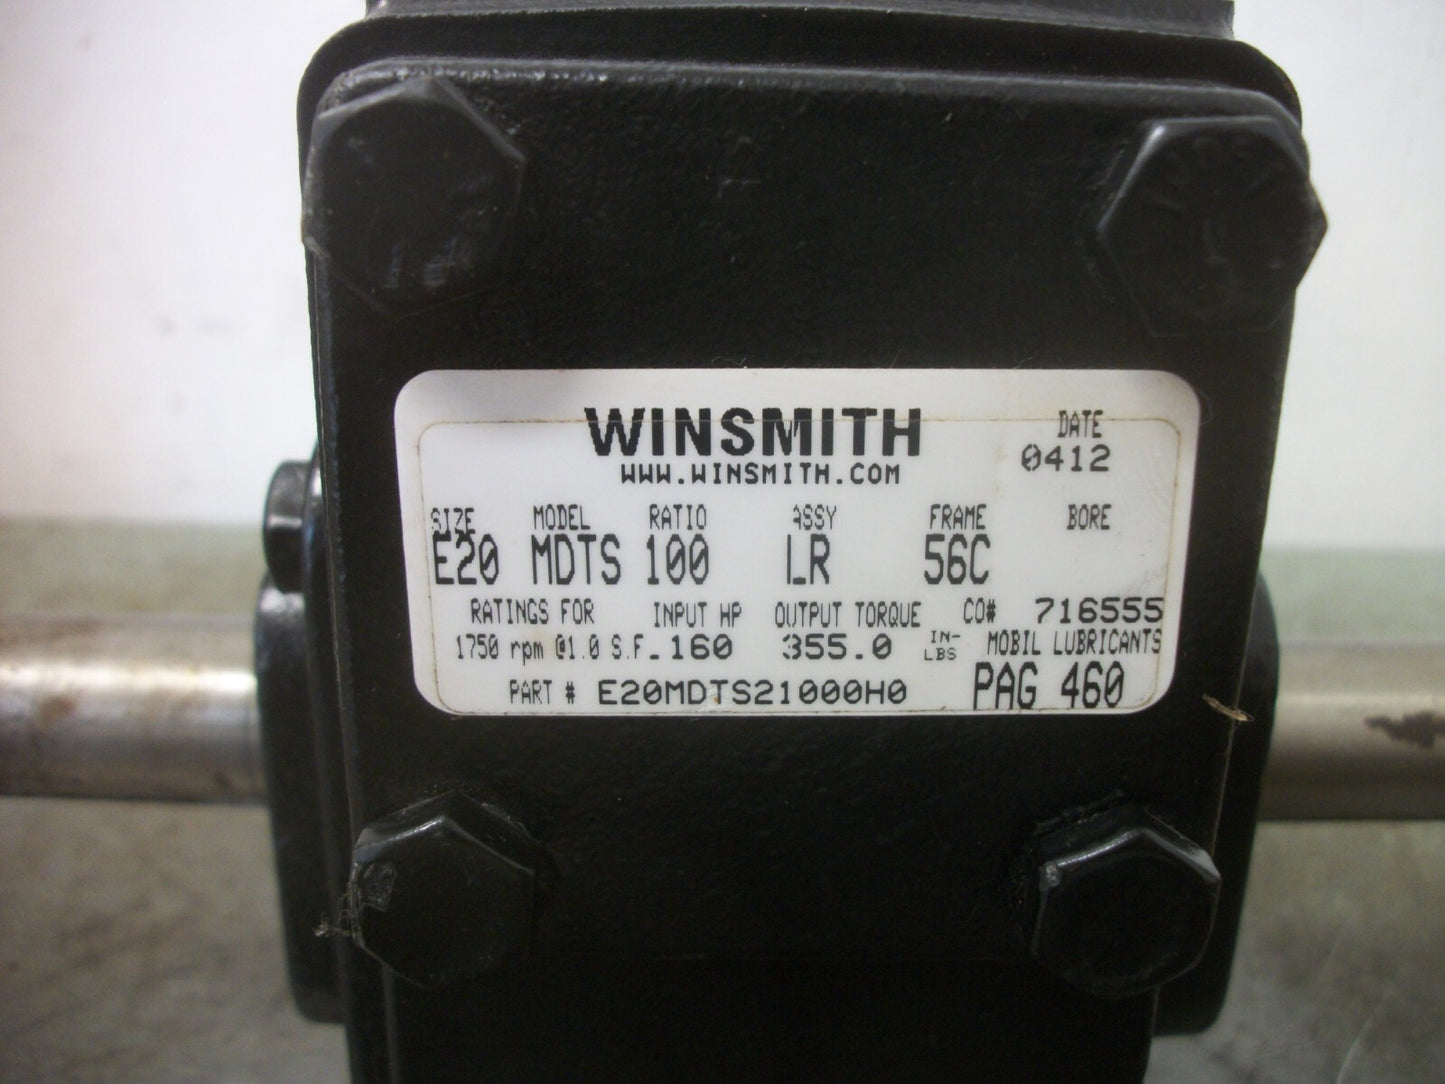 WINSMITH DATE
WWW.WINSMITH.COM 0412
SIZE MODEL RATIO ASSY FRAME BORE
E20 MDTS 100 LR 56C
RATINGS FOR INPUT HP OUTPUT TORQUE CO# 716555
1750 rpm @1.0 S.F. .160 355.0 IN-LBS MOBIL LUBRICANTS
PART # E20MDTS21000H0 PAG 460